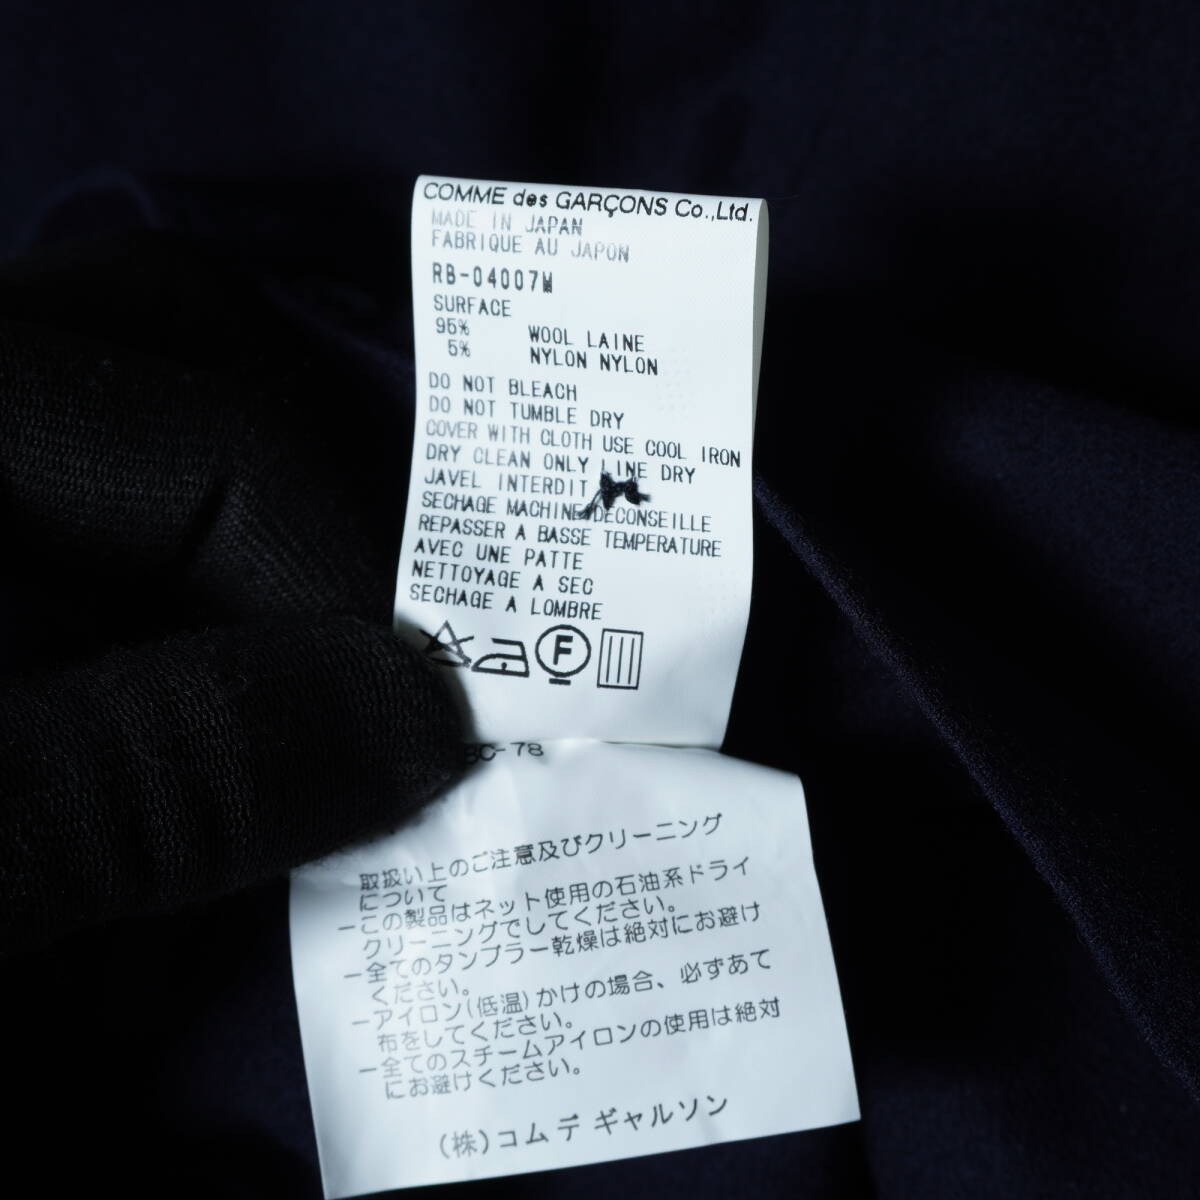 COMME des GARÇONS Co.,Ltd.
MADE IN JAPAN
FABRIQUE AU JAPON
RB-04007M
SURFACE
95% WOOL LAINE
5% NYLON NYLON
DO NOT BLEACH
DO NOT TUMBLE DRY
COVER WITH CLOTH USE COOL IRON
DRY CLEAN ONLY LINE DRY
JAVEL INTERDIT
SECHAGE MACHINE DECONSEILLE
REPASSER A BASSE TEMPERATURE
AVEC UNE PATTE
NETTOYAGE A SEC
SECHAGE A LOMBRE
F
C-78
取扱い上のご注意及びクリーニング
について
−この製品はネット使用の石油系ドライ
クリーニングでしてください。
−全てのタンブラー乾燥は絶対にお避け
ください。
−アイロン(低温)かけの場合、必ずあて
布をしてください。
−全てのスチームアイロンの使用は絶対
にお避けください。
(株)コム デ ギャルソン